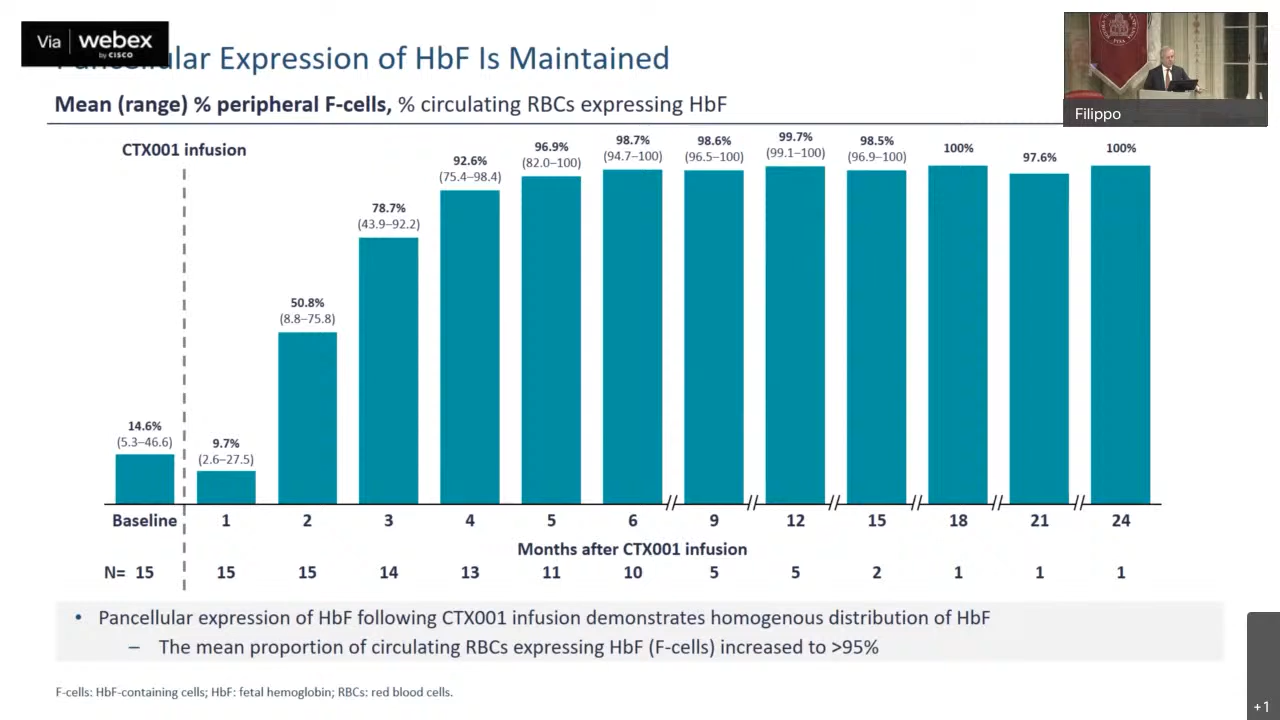 Via webex
by CISCO
Expression of HbF Is Maintained
Mean (range) % peripheral F-cells, % circulating RBCs expressing HbF
Filippo
CTX001 infusion
14.6%
(5.3–46.6)
9.7%
(2.6–27.5)
50.8%
(8.8–75.8)
78.7%
(43.9–92.2)
92.6%
(75.4–98.4)
96.9%
(82.0–100)
98.7%
(94.7–100)
98.6%
(96.5–100)
99.7%
(99.1–100)
98.5%
(96.9–100)
100%
97.6%
100%
Baseline 1 2 3 4 5 6 9 12 15 18 21 24
Months after CTX001 infusion
N= 15 15 15 14 13 11 10 5 5 2 1 1 1
• Pancellular expression of HbF following CTX001 infusion demonstrates homogenous distribution of HbF
– The mean proportion of circulating RBCs expressing HbF (F-cells) increased to >95%
F-cells: HbF-containing cells; HbF: fetal hemoglobin; RBCs: red blood cells.
+1